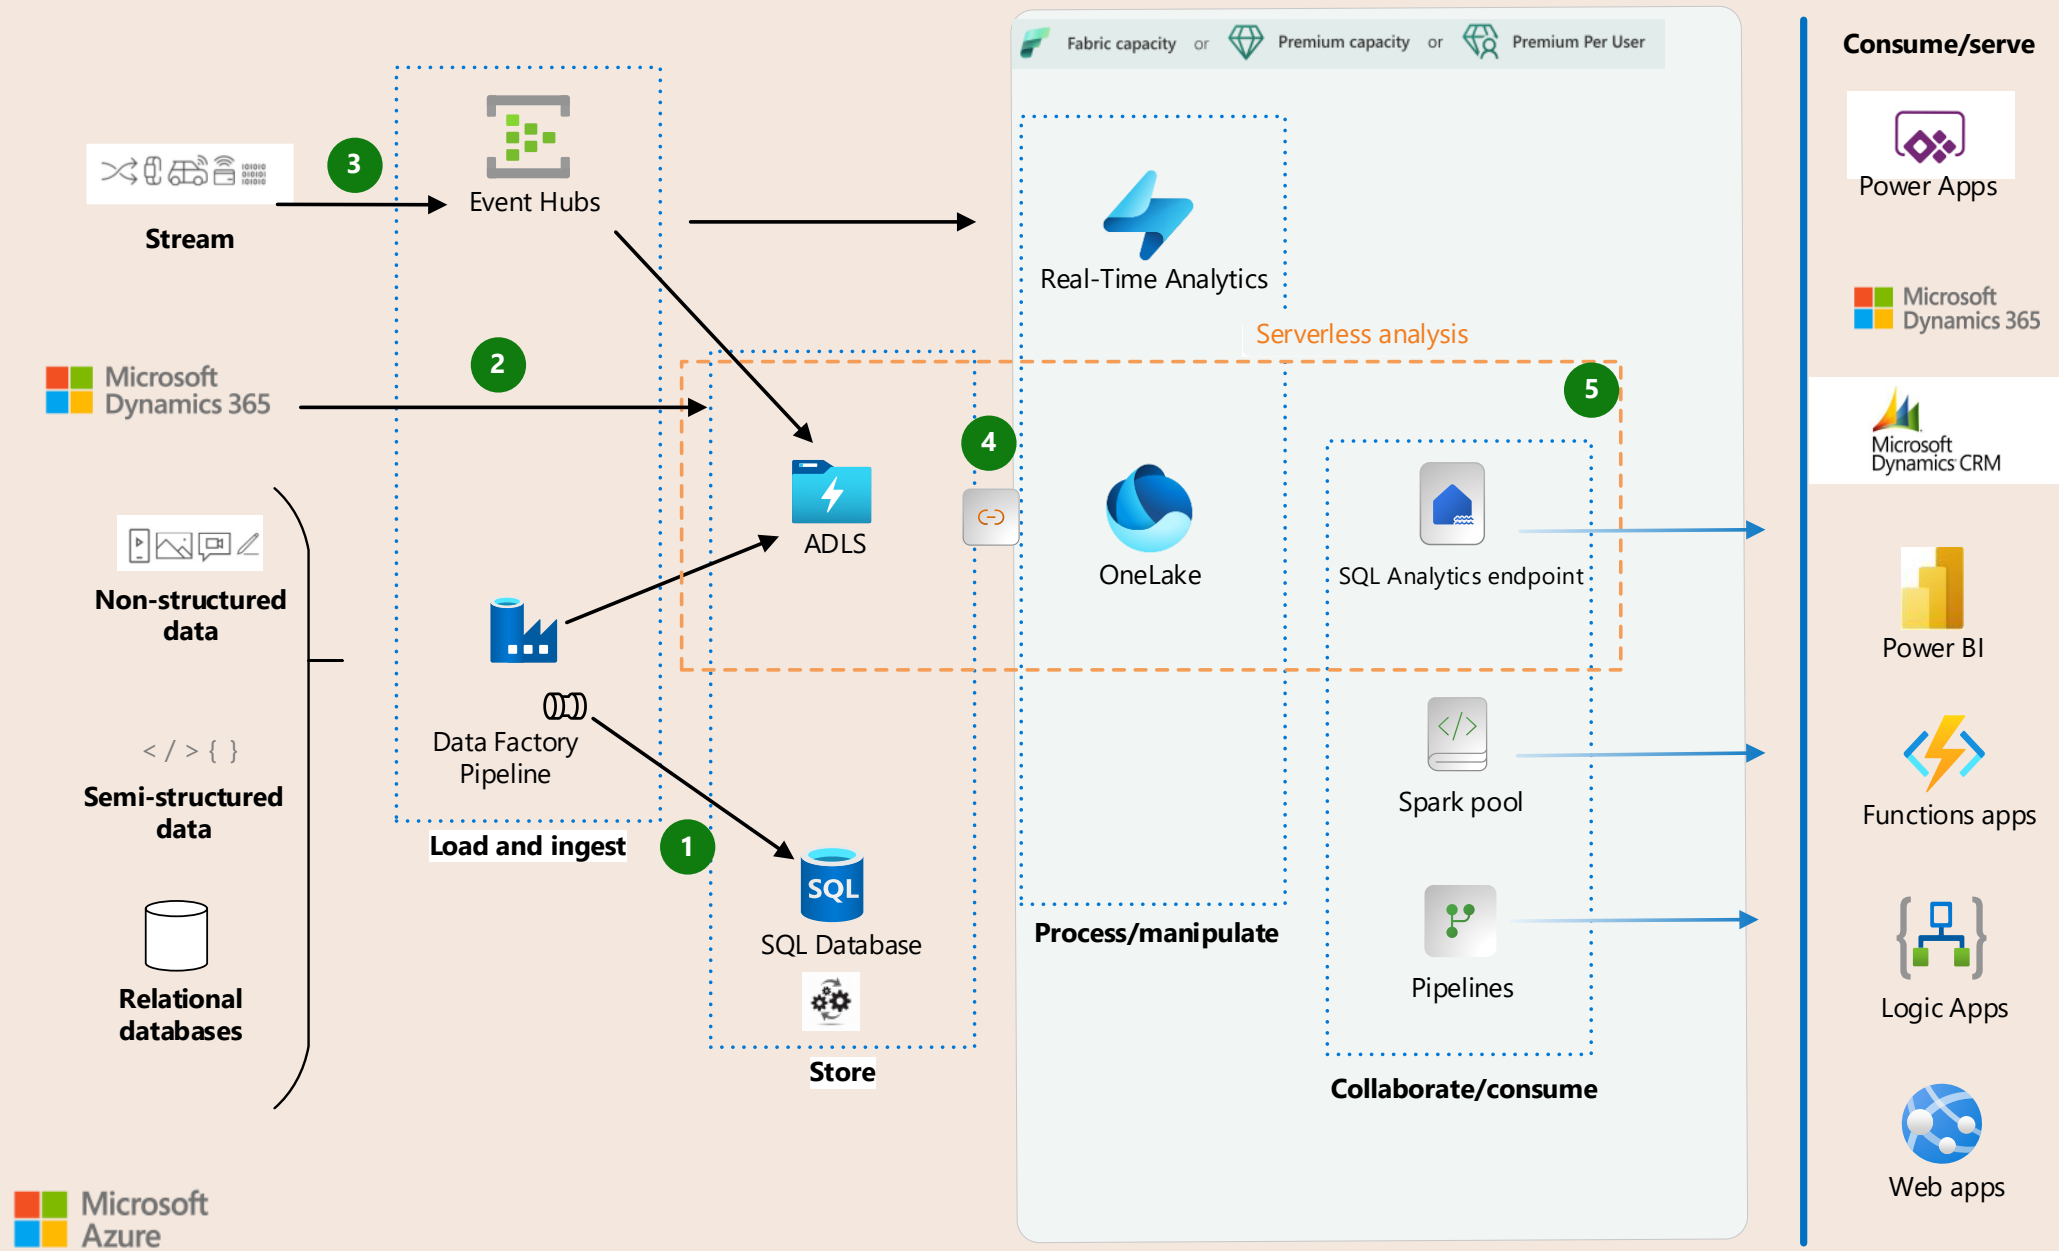 Fabric capacity or Premium capacity or Premium Per User
Consume/serve
3
Event Hubs
Stream
Real-Time Analytics
Power Apps
Serverless analysis
Microsoft
Dynamics 365
2
Microsoft
Dynamics 365
5
4
Microsoft
Dynamics CRM
ADLS
OneLake
SQL Analytics endpoint
Non-structured
data
Power BI
Data Factory
Pipeline
< / > { }
Semi-structured
data
</>
Spark pool
Functions apps
Load and ingest
1
SQL
SQL Database
Process/manipulate
Relational
databases
Pipelines
Logic Apps
Store
Collaborate/consume
Web apps
Microsoft
Azure